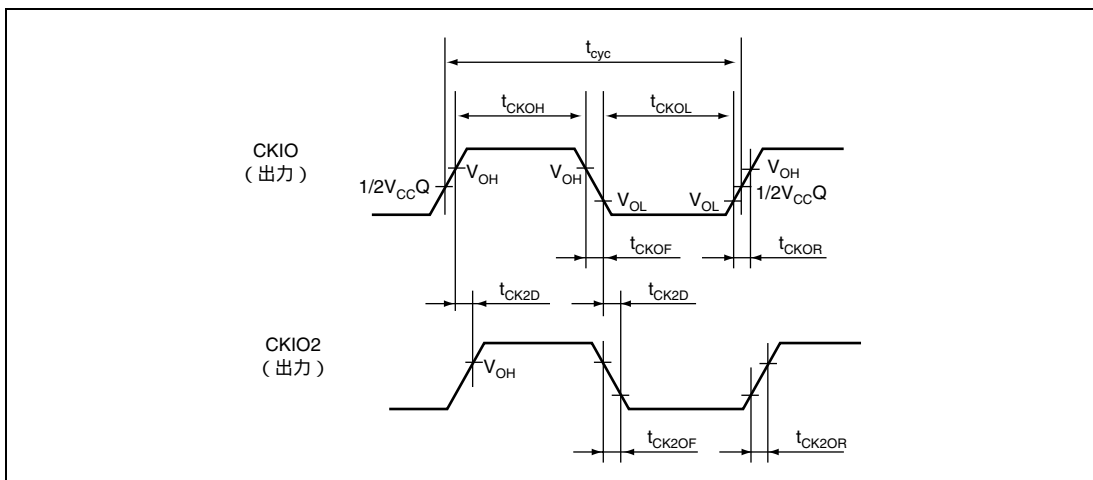 tcyc
tCKOH
tCKOL
CKIO
（出力）
1/2VCCQ
VOH
VOH
VOL
VOL
VOH
1/2VCCQ
tCKOF
tCKOR
tCK2D
tCK2D
CKIO2
（出力）
VOH
tCK2OF
tCK2OR